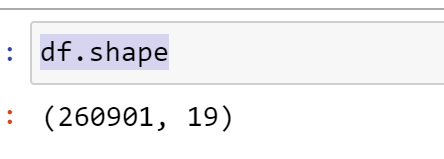 : df.shape
: (260901, 19)